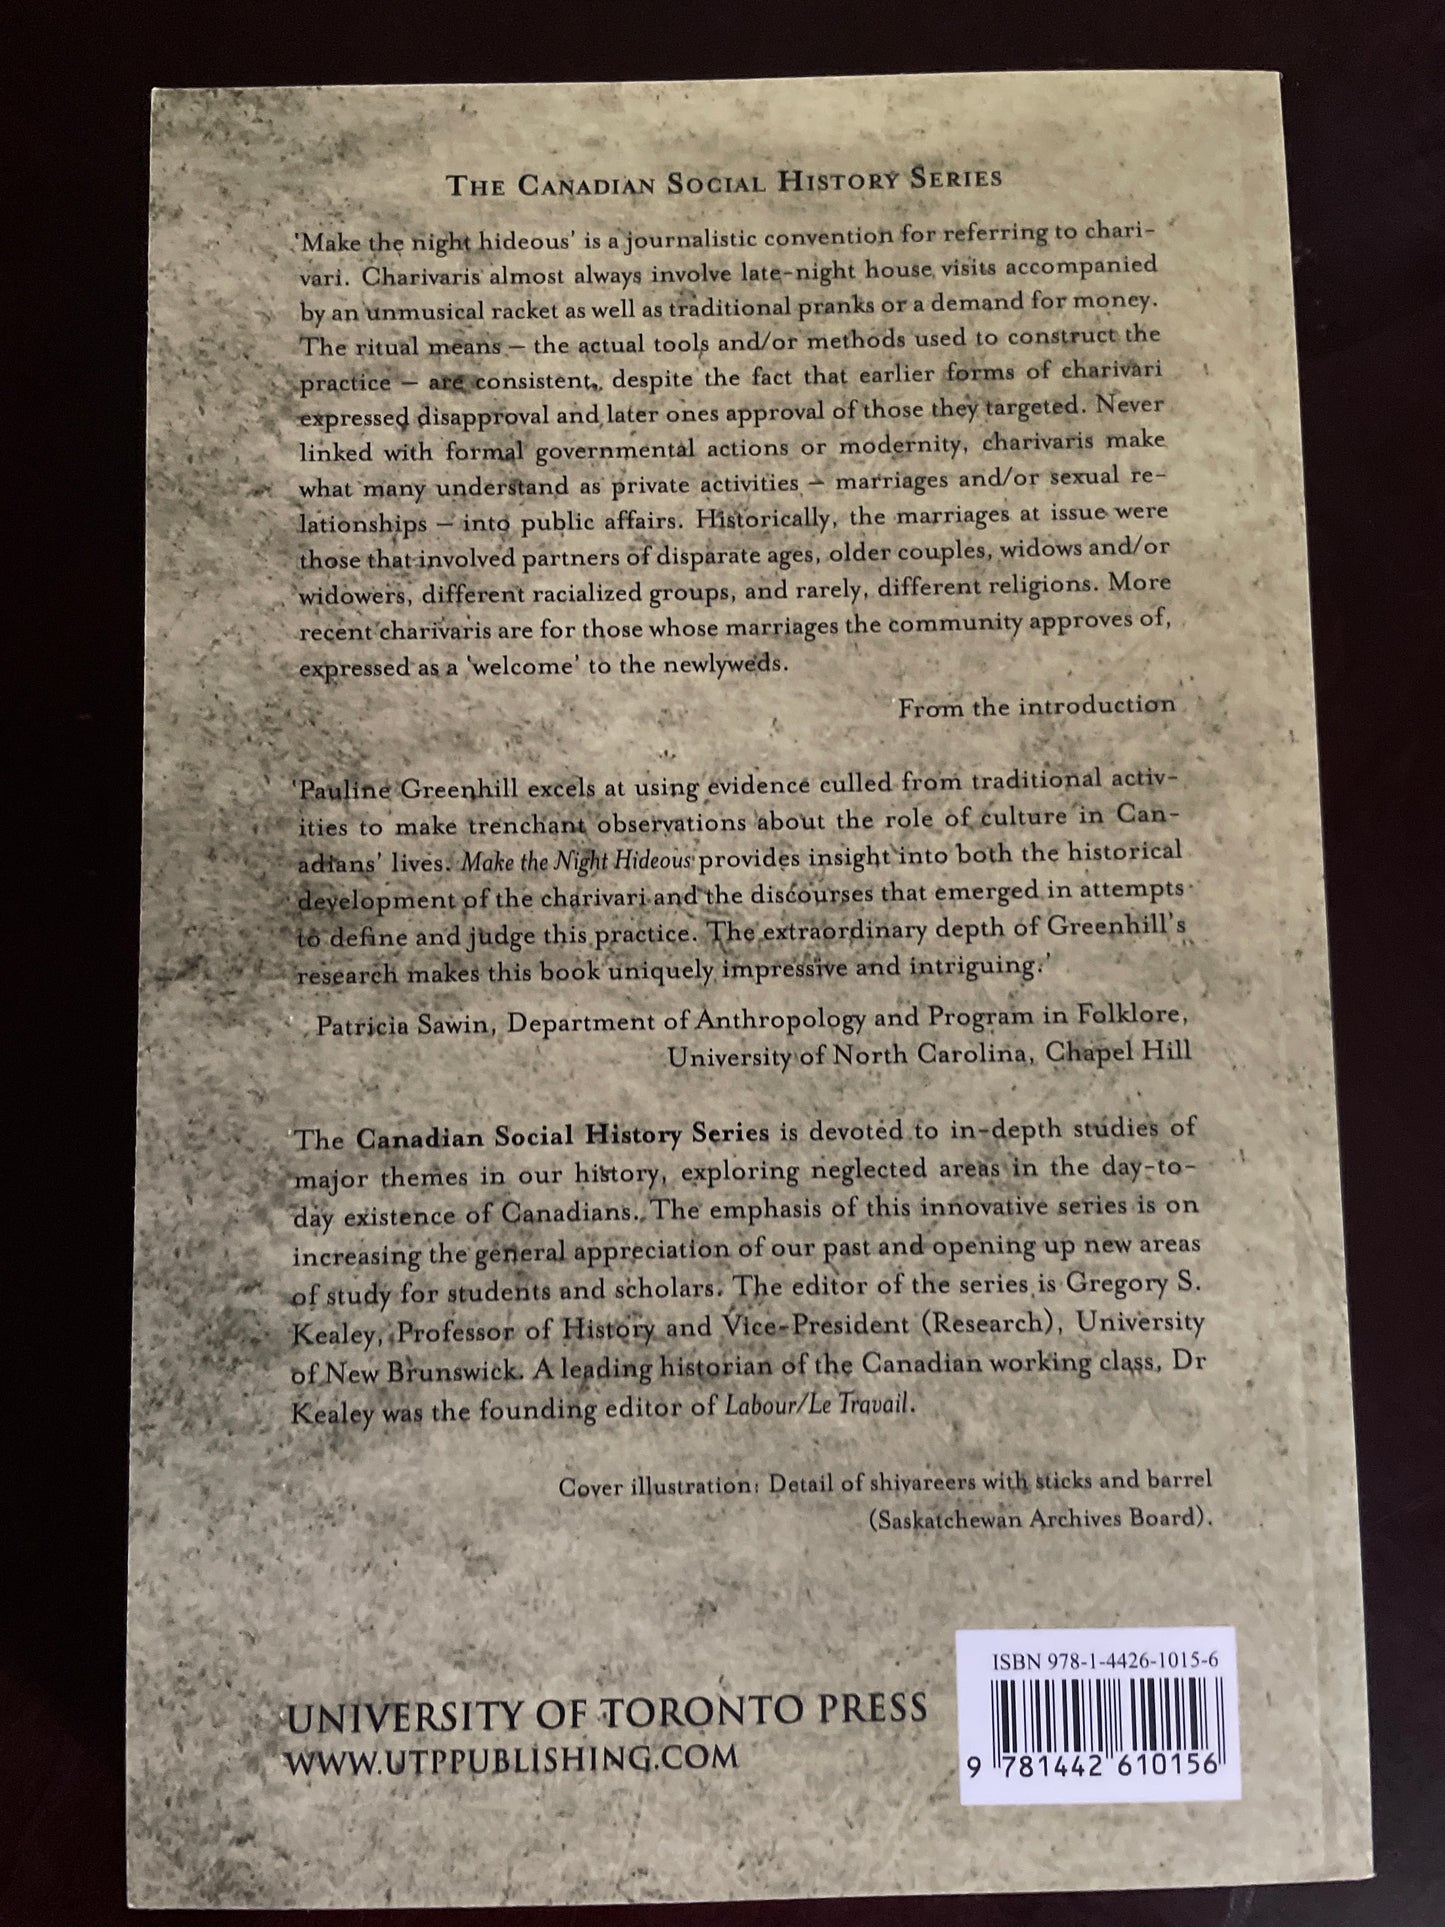 THE CANADIAN SOCIAL HISTORY SERIES
'Make the night hideous' is a journalistic convention for referring to chari-
vari. Charivaris almost always involve late-night house visits accompanied
by an unmusical racket as well as traditional pranks or a demand for money.
The ritual means – the actual tools and/or methods used to construct the
practice – are consistent, despite the fact that earlier forms of charivari
expressed disapproval and later ones approval of those they targeted. Never
linked with formal governmental actions or modernity, charivaris make
what many understand as private activities – marriages and/or sexual re-
lationships – into public affairs. Historically, the marriages at issue were
those that involved partners of disparate ages, older couples, widows and/or
widowers, different racialized groups, and rarely, different religions. More
recent charivaris are for those whose marriages the community approves of,
expressed as a 'welcome' to the newlyweds.
From the introduction
'Pauline Greenhill excels at using evidence culled from traditional activ-
ities to make trenchant observations about the role of culture in Can-
adians' lives. Make the Night Hideous provides insight into both the historical
development of the charivari and the discourses that emerged in attempts
to define and judge this practice. The extraordinary depth of Greenhill's
research makes this book uniquely impressive and intriguing.'
Patricia Sawin, Department of Anthropology and Program in Folklore,
University of North Carolina, Chapel Hill
The Canadian Social History Series is devoted to in-depth studies of
major themes in our history, exploring neglected areas in the day-to-
day existence of Canadians. The emphasis of this innovative series is on
increasing the general appreciation of our past and opening up new areas
of study for students and scholars. The editor of the series is Gregory S.
Kealey, Professor of History and Vice-President (Research), University
of New Brunswick. A leading historian of the Canadian working class, Dr
Kealey was the founding editor of Labour/Le Travail.
Cover illustration: Detail of shivareers with sticks and barrel
(Saskatchewan Archives Board).
ISBN 978-1-4426-1015-6
UNIVERSITY OF TORONTO PRESS
WWW.UTPPUBLISHING.COM
9 781442 610156